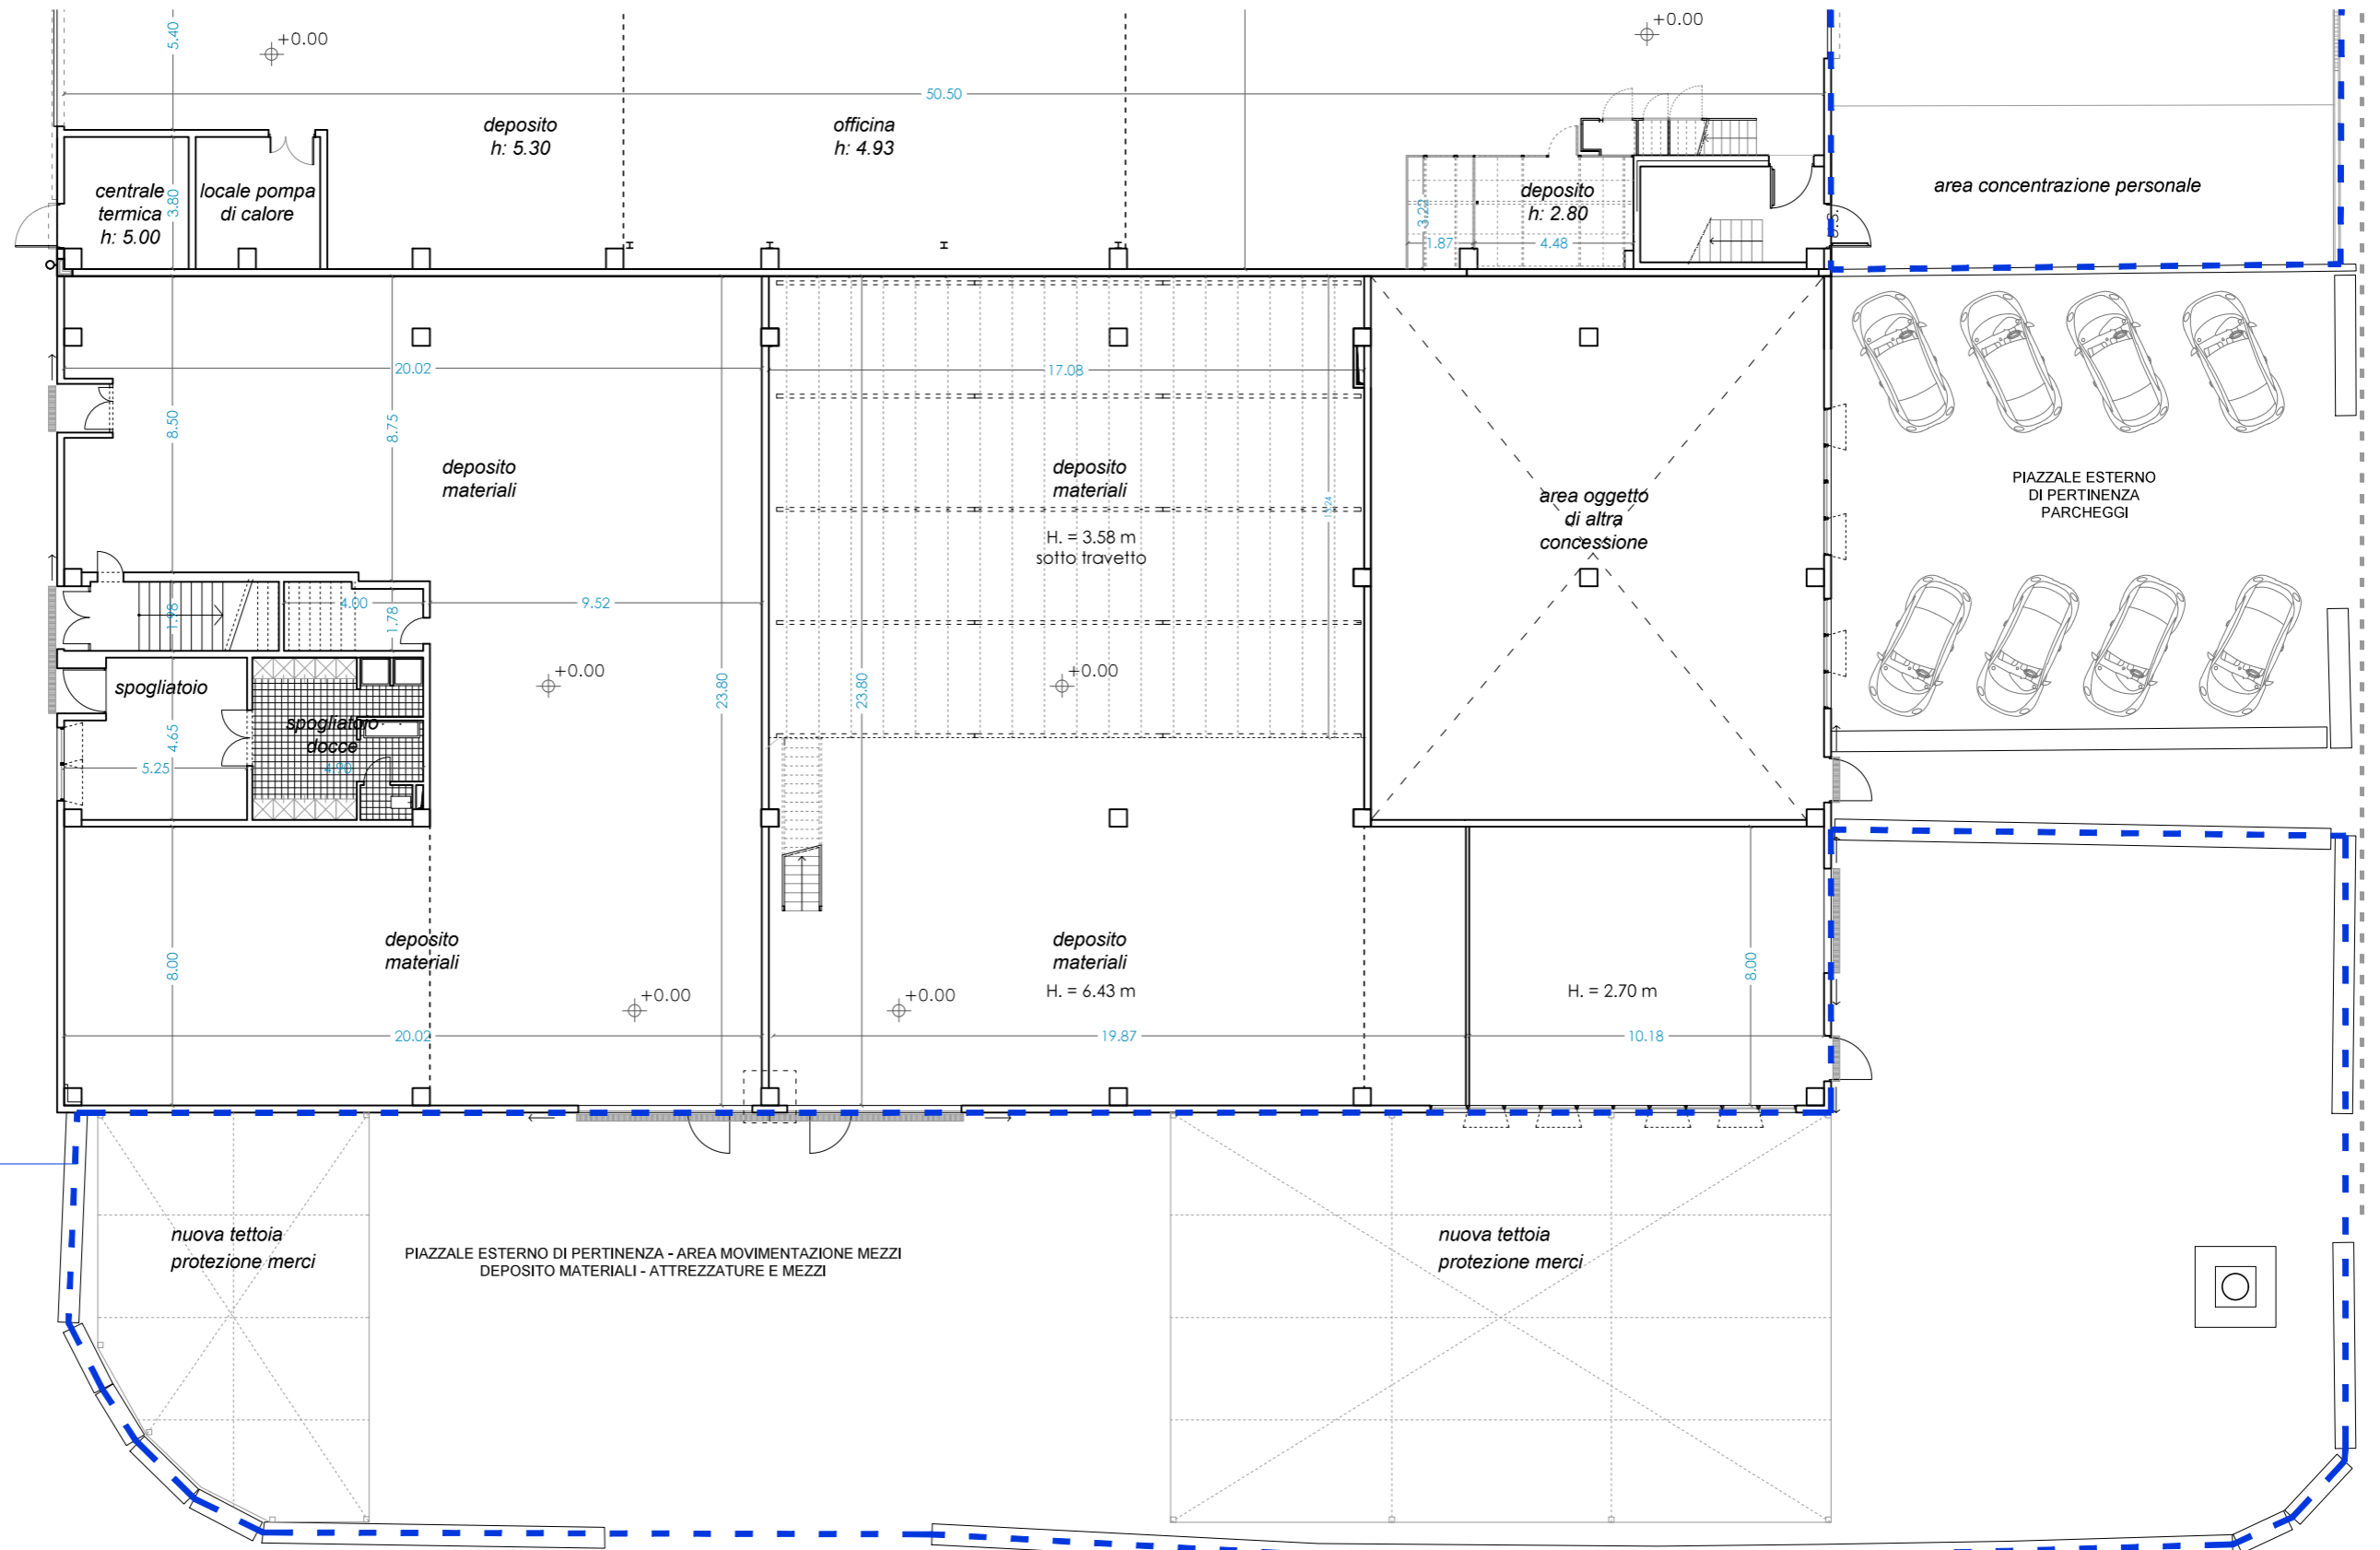 5.40
+0.00
+0.00
50.50
deposito
h: 5.30
officina
h: 4.93
centrale
termica
h: 5.00
3.80
locale pompa
di calore
deposito
h: 2.80
3.22
1.87
4.48
area concentrazione personale
20.02
17.08
8.50
8.75
deposito
materiali
deposito
materiali
H. = 3.58 m
sotto travetto
area oggetto
di altra
concessione
PIAZZALE ESTERNO
DI PERTINENZA
PARCHEGGI
1.98
4.00
1.78
9.52
+0.00
+0.00
23.80
23.80
spogliatoio
4.65
5.25
spogliatoio
docce
4.90
deposito
materiali
8.00
+0.00
20.02
deposito
materiali
H. = 6.43 m
+0.00
19.87
H. = 2.70 m
8.00
10.18
nuova tettoia
protezione merci
PIAZZALE ESTERNO DI PERTINENZA - AREA MOVIMENTAZIONE MEZZI
DEPOSITO MATERIALI - ATTREZZATURE E MEZZI
nuova tettoia
protezione merci